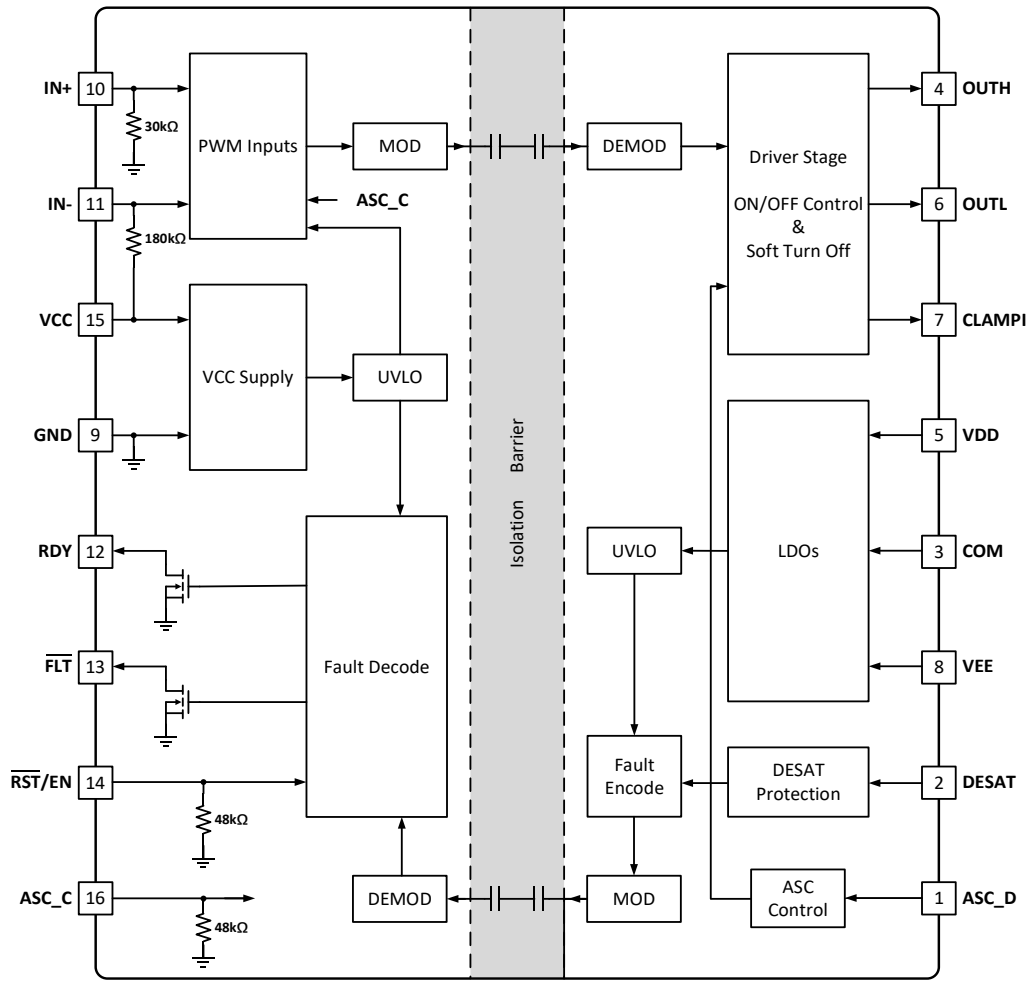 IN+
10
30kΩ
IN-
11
180kΩ
VCC
15
GND
9
RDY
12
FLT
13
RST/EN
14
48kΩ
ASC_C
16
48kΩ
PWM Inputs
MOD
ASC_C
VCC Supply
UVLO
Fault Decode
DEMOD
Isolation Barrier
DEMOD
Driver Stage
ON/OFF Control
&
Soft Turn Off
UVLO
LDOs
Fault
Encode
DESAT
Protection
MOD
ASC
Control
4
OUTH
6
OUTL
7
CLAMPI
5
VDD
3
COM
8
VEE
2
DESAT
1
ASC_D